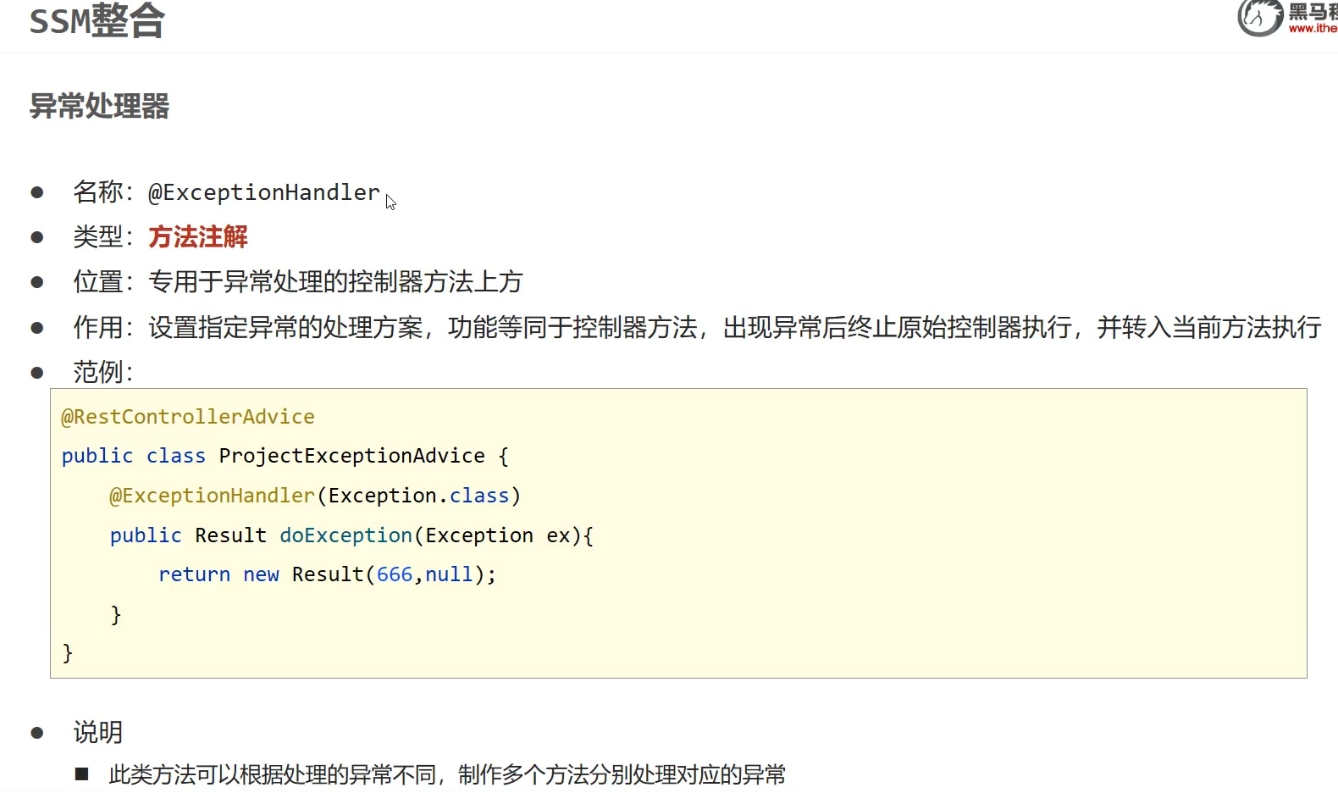 SSM整合
黑马程
www.ithe
异常处理器
● 名称：@ExceptionHandler
● 类型：方法注解
● 位置：专用于异常处理的控制器方法上方
● 作用：设置指定异常的处理方案，功能等同于控制器方法，出现异常后终止原始控制器执行，并转入当前方法执行
● 范例：
@RestControllerAdvice
public class ProjectExceptionAdvice {
    @ExceptionHandler(Exception.class)
    public Result doException(Exception ex){
        return new Result(666,null);
    }
}
● 说明
■ 此类方法可以根据处理的异常不同，制作多个方法分别处理对应的异常